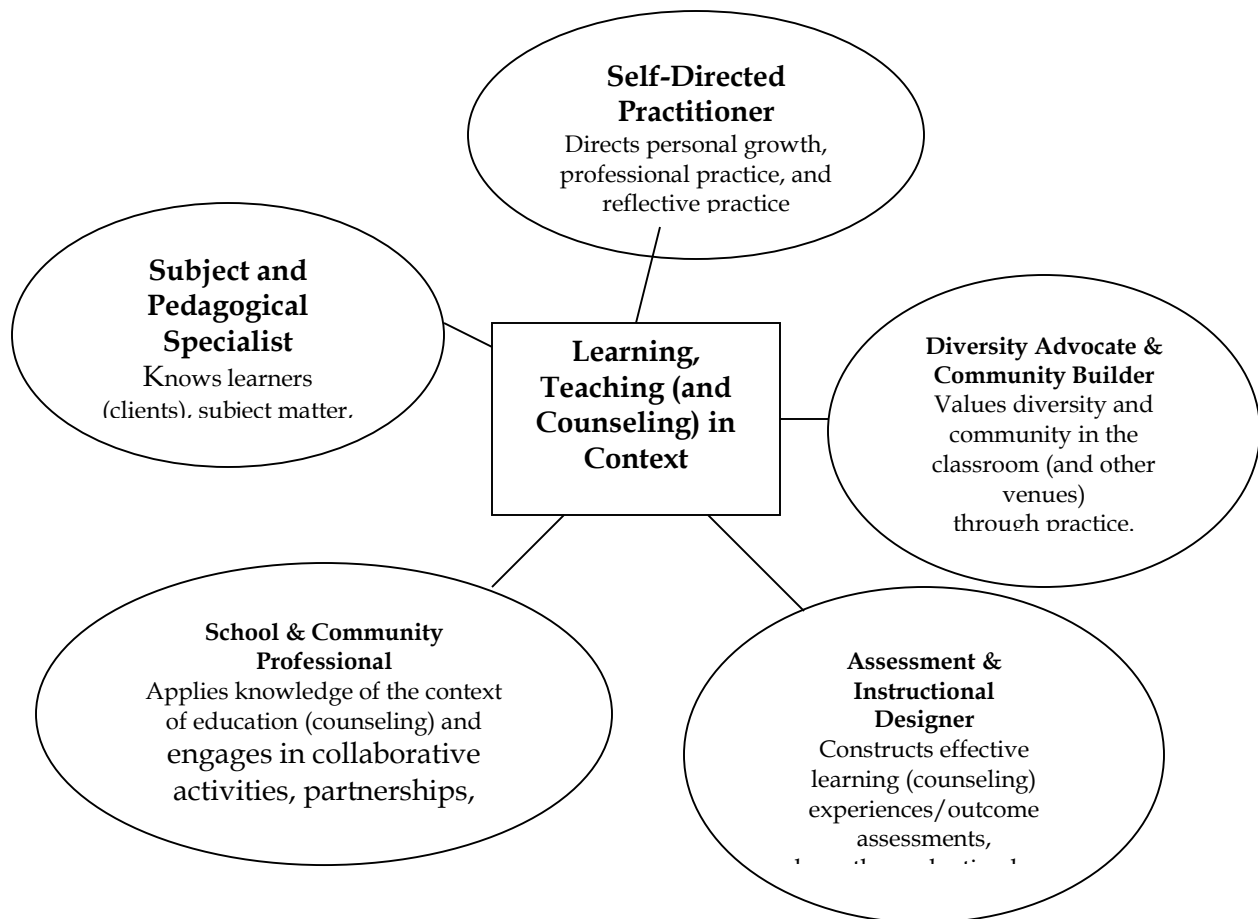 Self-Directed
Practitioner
Directs personal growth,
professional practice, and
reflective practice
Subject and
Pedagogical
Specialist
Knows learners
(clients), subject matter,
Learning,
Teaching (and
Counseling) in
Context
Diversity Advocate &
Community Builder
Values diversity and
community in the
classroom (and other
venues)
through practice.
School & Community
Professional
Applies knowledge of the context
of education (counseling) and
engages in collaborative
activities, partnerships,
Assessment &
Instructional
Designer
Constructs effective
learning (counseling)
experiences/outcome
assessments,